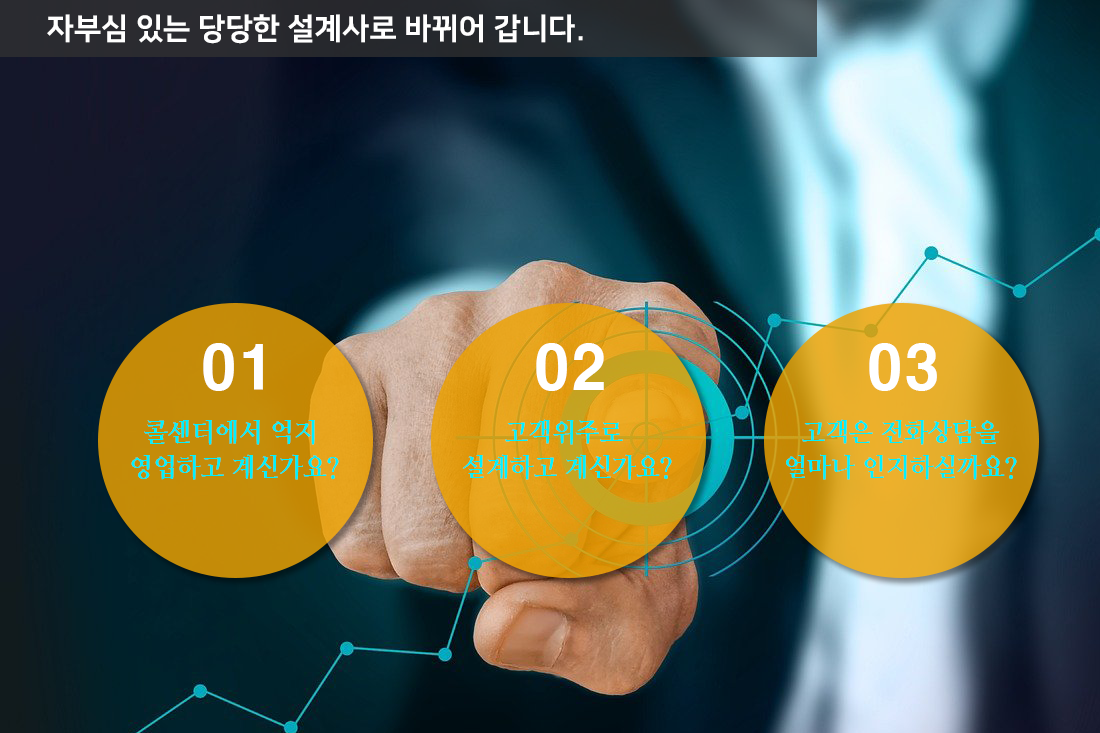 자부심 있는 당당한 설계사로 바뀌어 갑니다.
01
콜센터에서 억지
영업하고 계신가요?
02
고객위주로
설계하고 계신가요?
03
고객은 전화상담을
얼마나 인지하실까요?